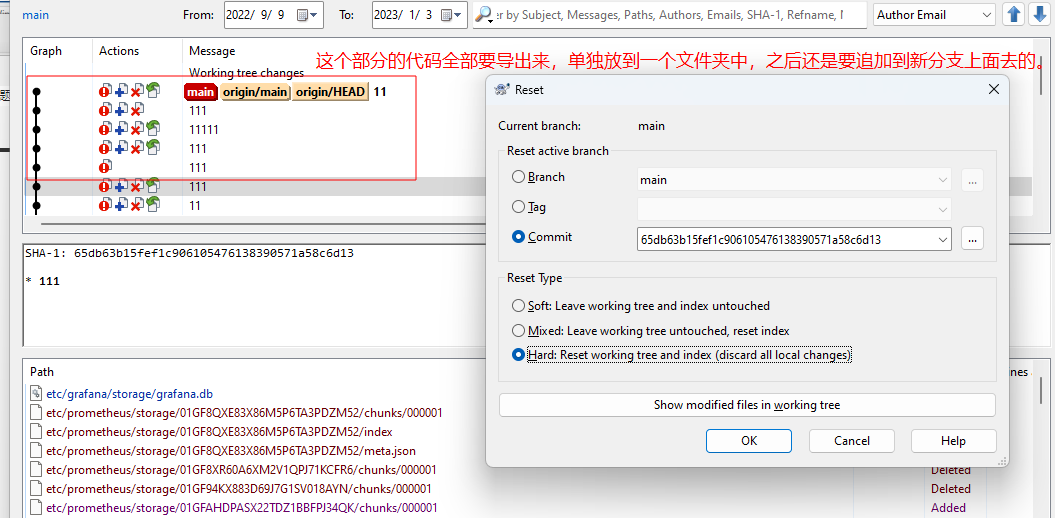 main
From:
2022/ 9/ 9
To:
2023/ 1/ 3
er by Subject, Messages, Paths, Authors, Emails, SHA-1, Refname, N
Author Email
Graph
Actions
Message
Working tree changes
这个部分的代码全部要导出来，单独放到一个文件夹中，之后还是要追加到新分支上面去的。
main origin/main origin/HEAD 11
111
11111
111
111
111
11
SHA-1: 65db63b15fef1c906105476138390571a58c6d13
* 111
Path
etc/grafana/storage/grafana.db
etc/prometheus/storage/01GF8QXE83X86M5P6TA3PDZM52/chunks/000001
etc/prometheus/storage/01GF8QXE83X86M5P6TA3PDZM52/index
etc/prometheus/storage/01GF8QXE83X86M5P6TA3PDZM52/meta.json
etc/prometheus/storage/01GF8XR60A6XM2V1QPJ71KCFR6/chunks/000001
etc/prometheus/storage/01GF94KX883D69J7G1SV018AYN/chunks/000001
etc/prometheus/storage/01GFAHDPASX22TDZ1BBFPJ34QK/chunks/000001
Deleted
Deleted
Added
Reset
Current branch:
main
Reset active branch
Branch
main
...
Tag
Commit
65db63b15fef1c906105476138390571a58c6d13
...
Reset Type
Soft: Leave working tree and index untouched
Mixed: Leave working tree untouched, reset index
Hard: Reset working tree and index (discard all local changes)
Show modified files in working tree
OK
Cancel
Help